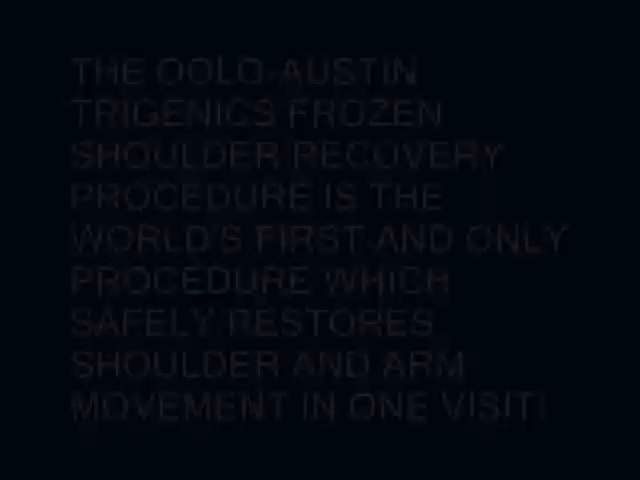 THE OOLO-AUSTIN
TRIGENICS FROZEN
SHOULDER RECOVERY
PROCEDURE IS THE
WORLD'S FIRST AND ONLY
PROCEDURE WHICH
SAFELY RESTORES
SHOULDER AND ARM
MOVEMENT IN ONE VISIT!